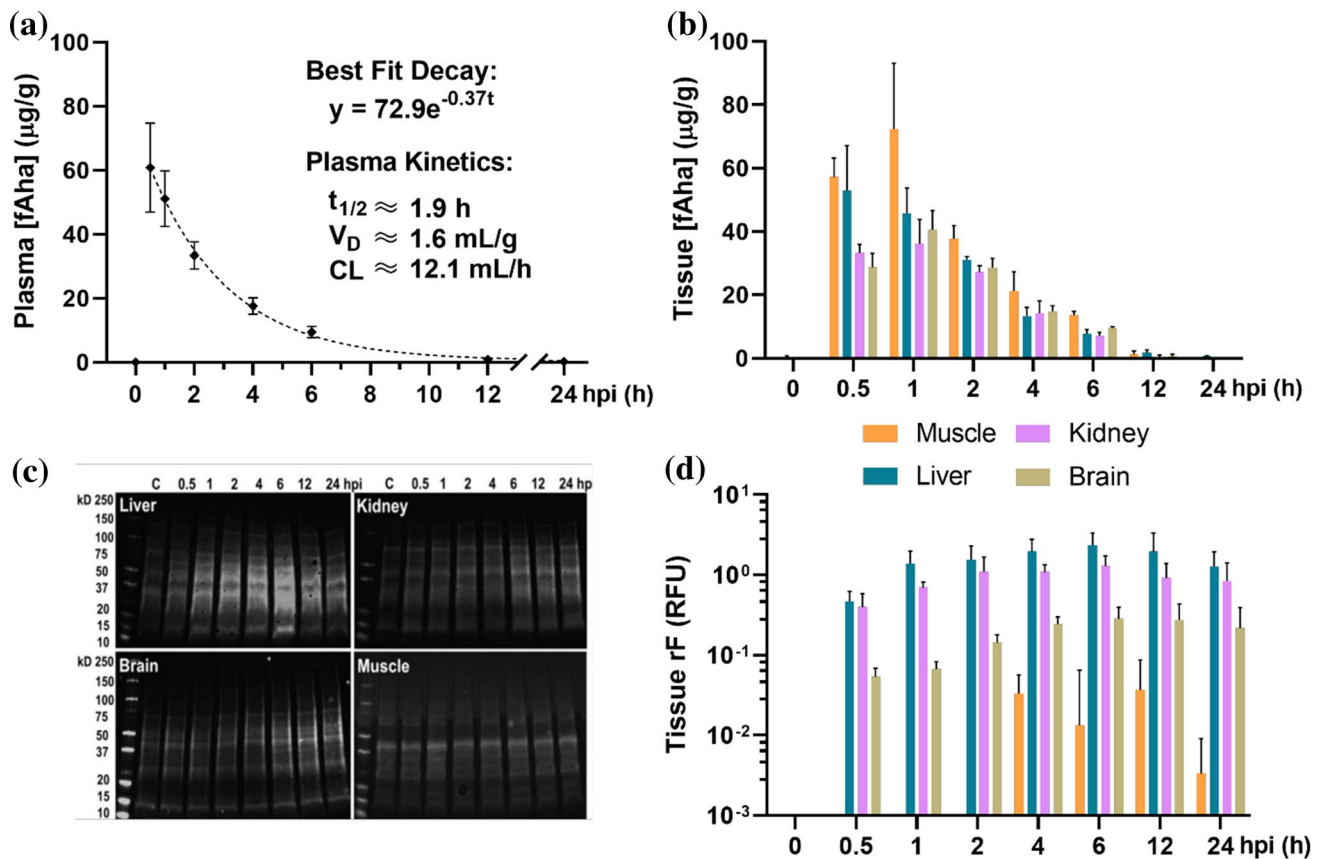 (a)
100
80
60
40
20
0
Plasma [fAha] (μg/g)
Best Fit Decay:
y = 72.9e^-0.37t
Plasma Kinetics:
t1/2 ≈ 1.9 h
VD ≈ 1.6 mL/g
CL ≈ 12.1 mL/h
0 2 4 6 8 10 12 24 hpi (h)
(b)
100
80
60
40
20
0
Tissue [fAha] (μg/g)
0 0.5 1 2 4 6 12 24 hpi (h)
Muscle Kidney
Liver Brain
(c)
C 0.5 1 2 4 6 12 24 hpi
C 0.5 1 2 4 6 12 24 hp
kD 250
150
100
75
50
37
20
15
10
Liver
Kidney
kD 250
150
100
75
50
37
20
15
10
Brain
Muscle
(d)
10^1
10^0
10^-1
10^-2
10^-3
Tissue rF (RFU)
0 0.5 1 2 4 6 12 24 hpi (h)